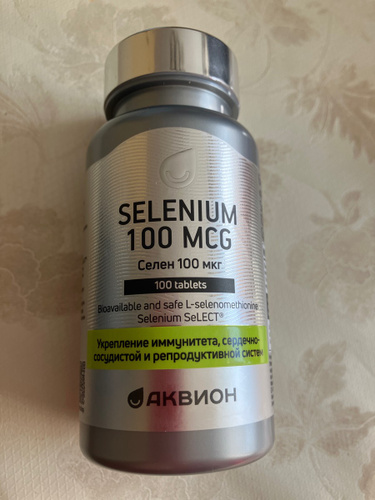 SELENIUM
100 MCG
Селен 100 мкг
100 tablets
Bioavailable and safe L-selenomethionine
Selenium SeLECT®
Укрепление иммунитета, сердечно-
сосудистой и репродуктивной систем
АКВИОН